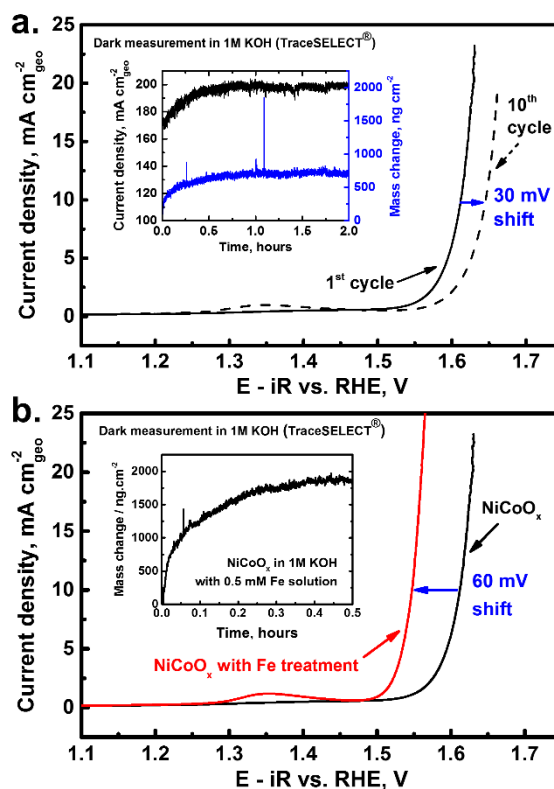 a.
Dark measurement in 1M KOH (TraceSELECT®)
Current density, mA cm⁻²geo
25
20
15
10
5
0
Current density, mA cm⁻²geo
200
180
160
140
120
100
0.0 0.5 1.0 1.5 2.0
Time, hours
2000
1500
1000
500
0
Mass change, ng cm⁻²
10th
cycle
30 mV
shift
1st cycle
1.1 1.2 1.3 1.4 1.5 1.6 1.7
E - iR vs. RHE, V
b.
Dark measurement in 1M KOH (TraceSELECT®)
Current density, mA cm⁻²geo
25
20
15
10
5
0
Mass change / ng.cm⁻²
2000
1750
1500
1250
1000
750
500
250
0
NiCoOx in 1M KOH
with 0.5 mM Fe solution
0.0 0.1 0.2 0.3 0.4 0.5
Time, hours
NiCoOx
60 mV
shift
NiCoOx with Fe treatment
1.1 1.2 1.3 1.4 1.5 1.6 1.7
E - iR vs. RHE, V